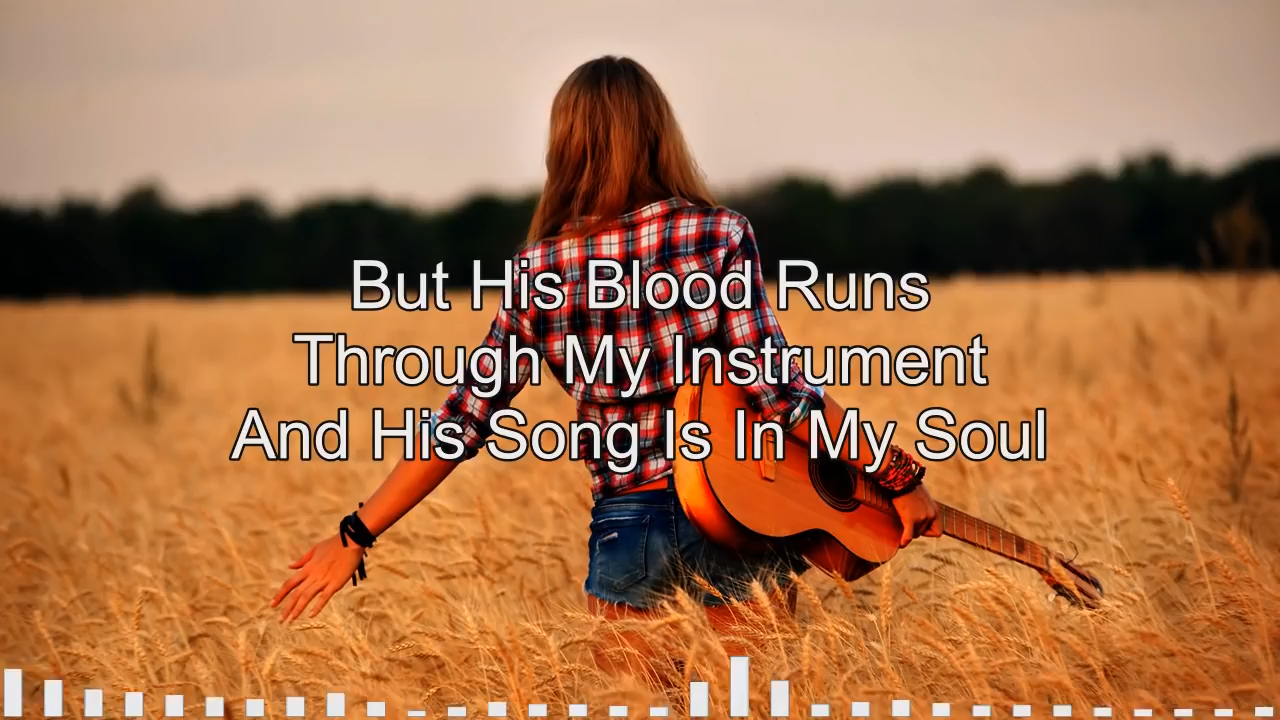 But His Blood Runs
Through My Instrument
And His Song Is In My Soul